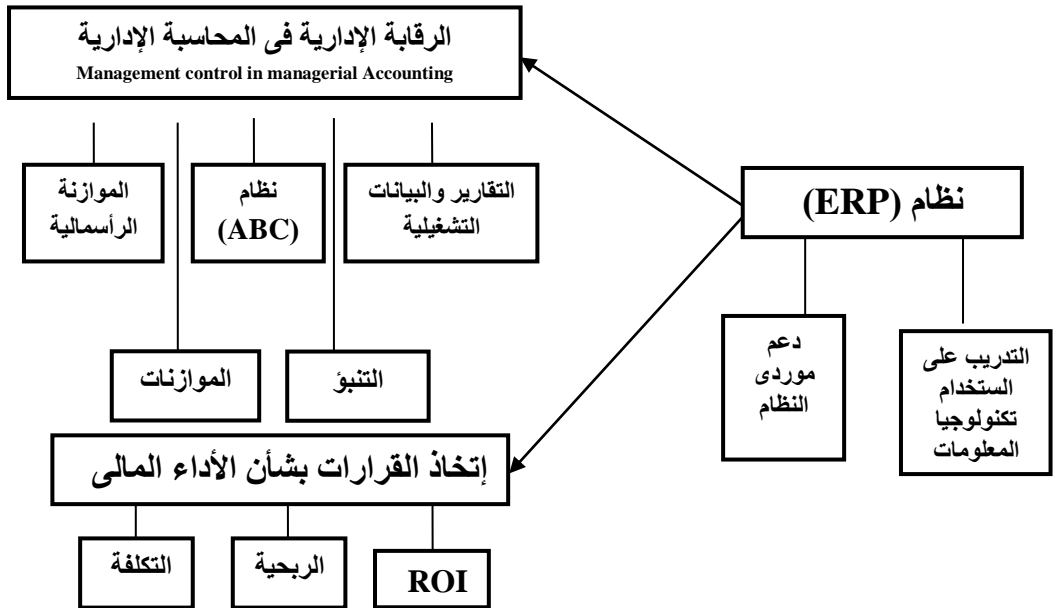 الرقابة الإدارية فى المحاسبة الإدارية
Management control in managerial Accounting
نظام (ERP)
التقارير والبيانات
التشغيلية
نظام
(ABC)
الموازنة
الرأسمالية
التنبؤ
الموازنات
التدريب على
الستخدام
تكنولوجيا
المعلومات
دعم
موردى
النظام
إتخاذ القرارات بشأن الأداء المالى
ROI
الربحية
التكلفة